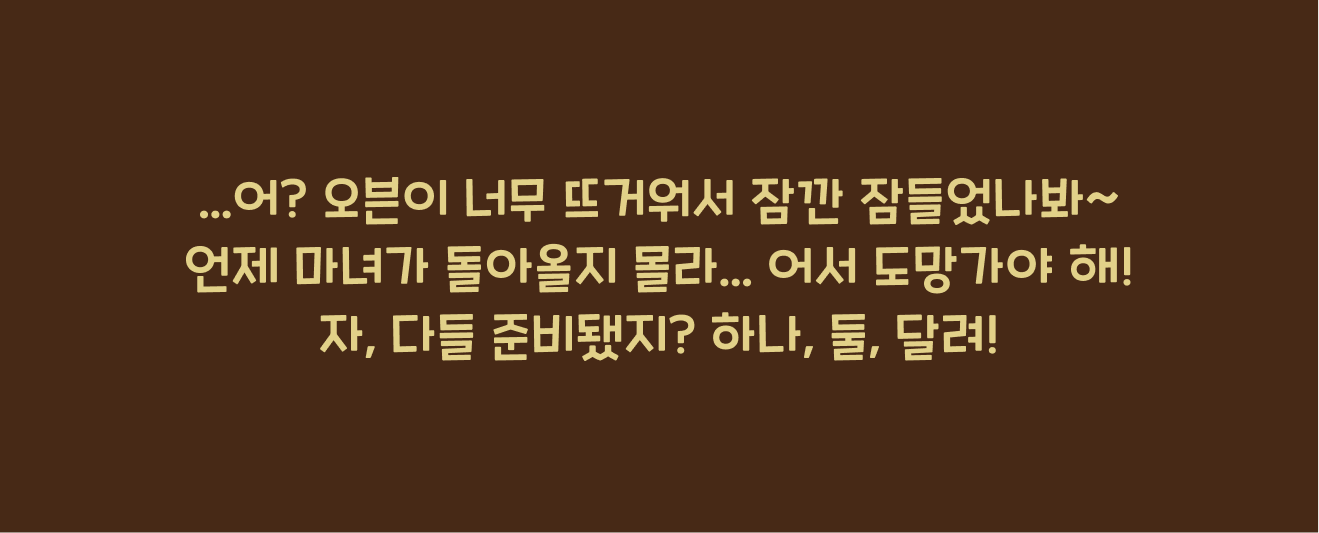 ...어? 오븐이 너무 뜨거워서 잠깐 잠들었나봐~
언제 마녀가 돌아올지 몰라... 어서 도망가야 해!
자, 다들 준비됐지? 하나, 둘, 달려!